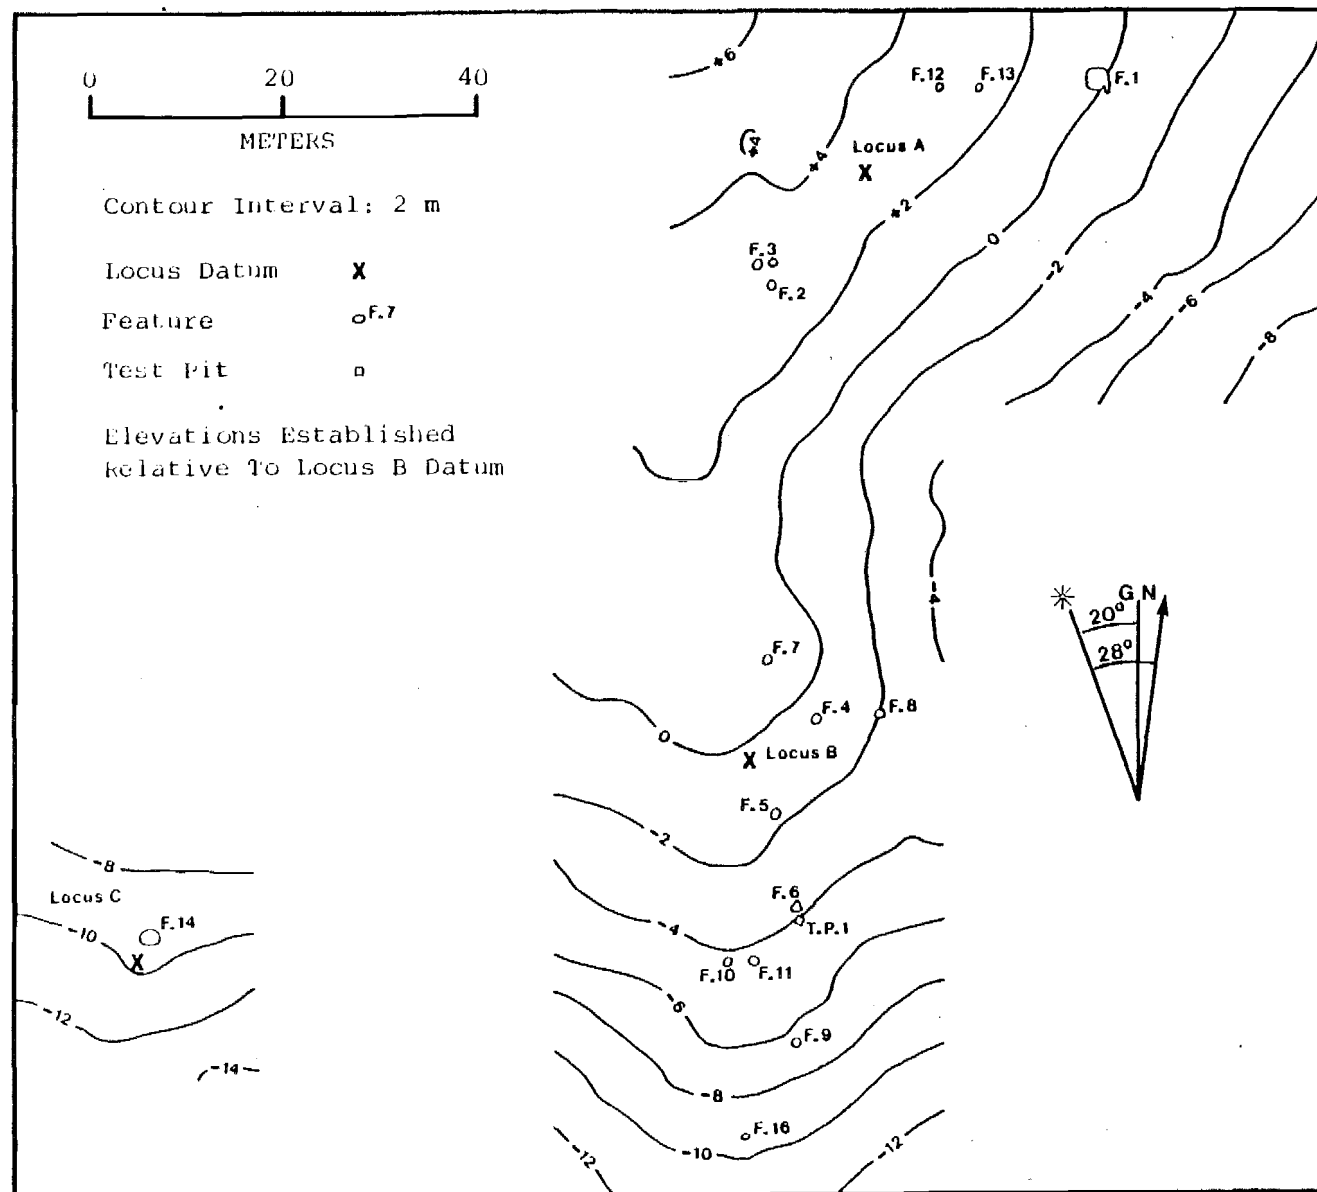 0 20 40
METERS
Contour Interval: 2 m
Locus Datum X
Feature F.7
Test Pit
Elevations Established
Relative To Locus B Datum
+6
F.12
F.13
F.1
+4
Locus A
X
+4
+2
0
F.3
F.2
-2
-4
-6
-8
-4
20°
GN
28°
F.7
F.4
F.8
0
X Locus B
F.5
-2
-8
Locus C
F.14
-10
X
-12
-14
F.6
T.P.1
-4
F.10
F.11
-6
F.9
-8
F.16
-10
-12
-12